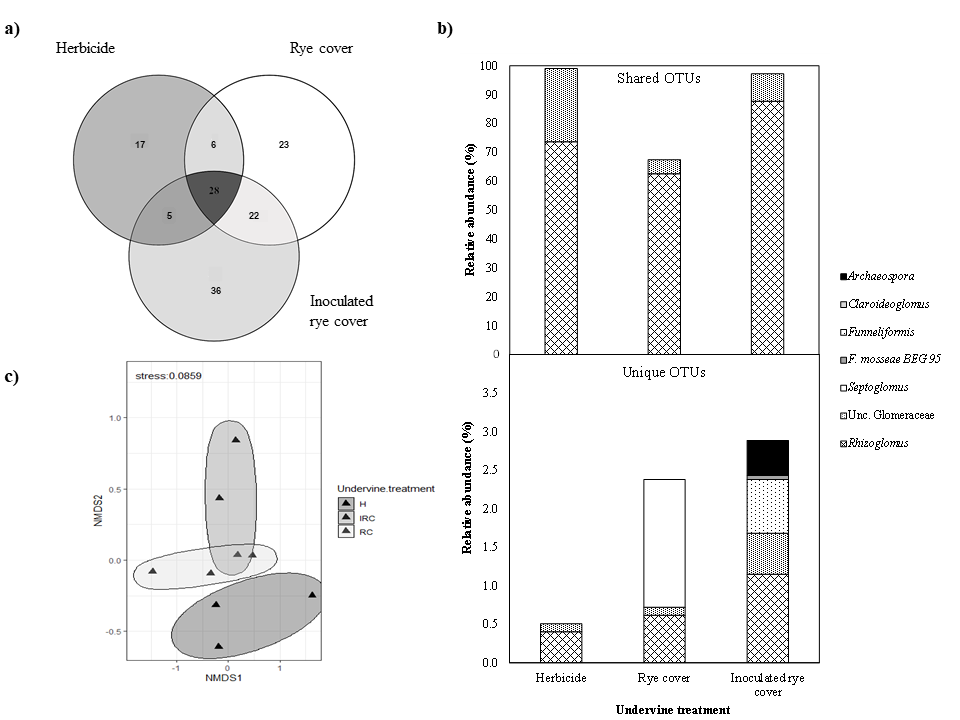 a)
Herbicide
Rye cover
17
6
23
28
5
22
36
Inoculated
rye cover
b)
Shared OTUs
Relative abundance (%)
100
90
80
70
60
50
40
30
20
10
0
Unique OTUs
Relative abundance (%)
3.5
3.0
2.5
2.0
1.5
1.0
0.5
0.0
Herbicide
Rye cover
Inoculated rye
cover
Undervine treatment
Archaeospora
Claroideoglomus
Funneliformis
F. mosseae BEG 95
Septoglomus
Unc. Glomeraceae
Rhizoglomus
c)
stress:0.0859
NMDS2
1.0
0.5
0.0
-0.5
-1
0
1
NMDS1
Undervine.treatment
H
IRC
RC